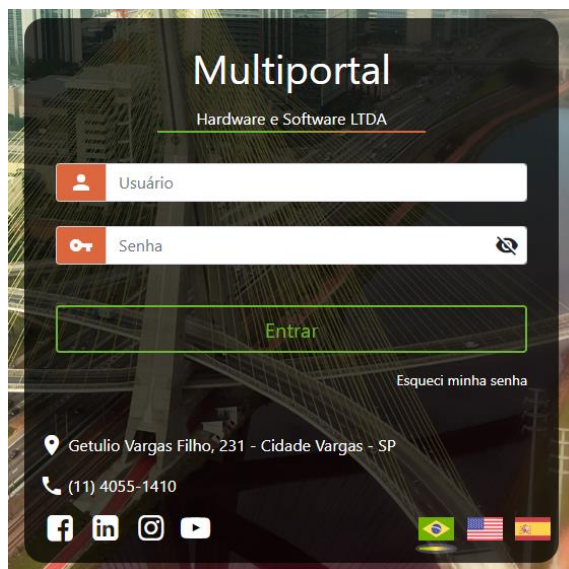 Multiportal
Hardware e Software LTDA
Usuário
Senha
Entrar
Esqueci minha senha
Getulio Vargas Filho, 231 - Cidade Vargas - SP
(11) 4055-1410